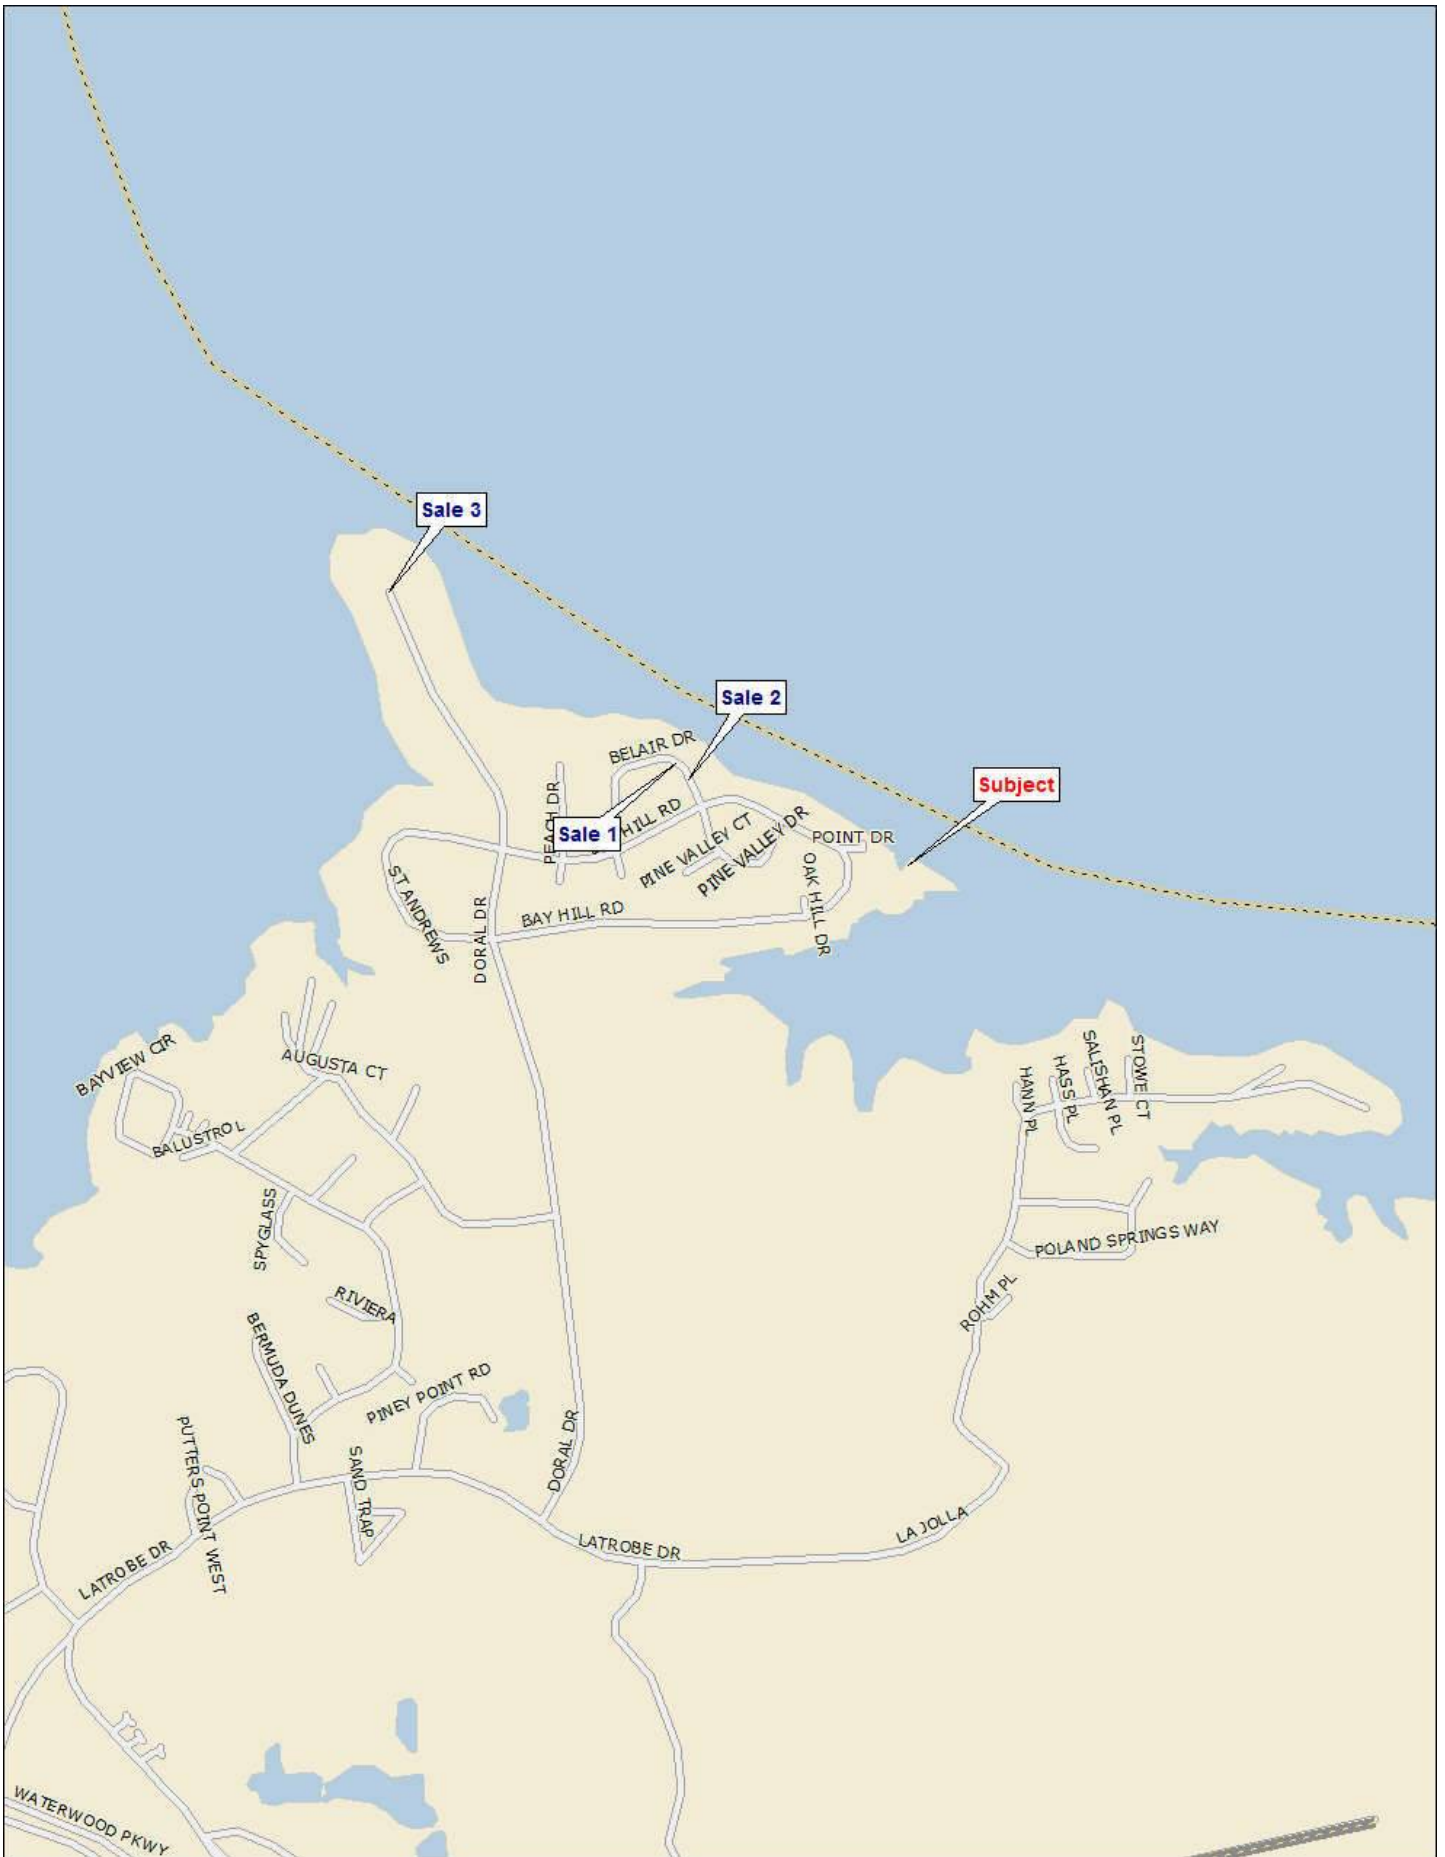 Sale 3
Sale 2
BELAIR DR
Subject
PEACH DR
Sale 1
HILL RD
PINE VALLEY CT
PINE VALLEY DR
POINT DR
OAK HILL DR
ST ANDREWS
DORAL DR
BAY HILL RD
BAYVIEW CIR
AUGUSTA CT
BALUSTROL
HANN PL
HASS PL
SALISHAN PL
STOWE CT
SPYGLASS
POLAND SPRINGS WAY
RIVIERA
ROHM PL
BERMUDA DUNES
PINEY POINT RD
PUTTERS POINT WEST
SAND TRAP
DORAL DR
LATROBE DR
LATROBE DR
LA JOLLA
WATERWOOD PKWY